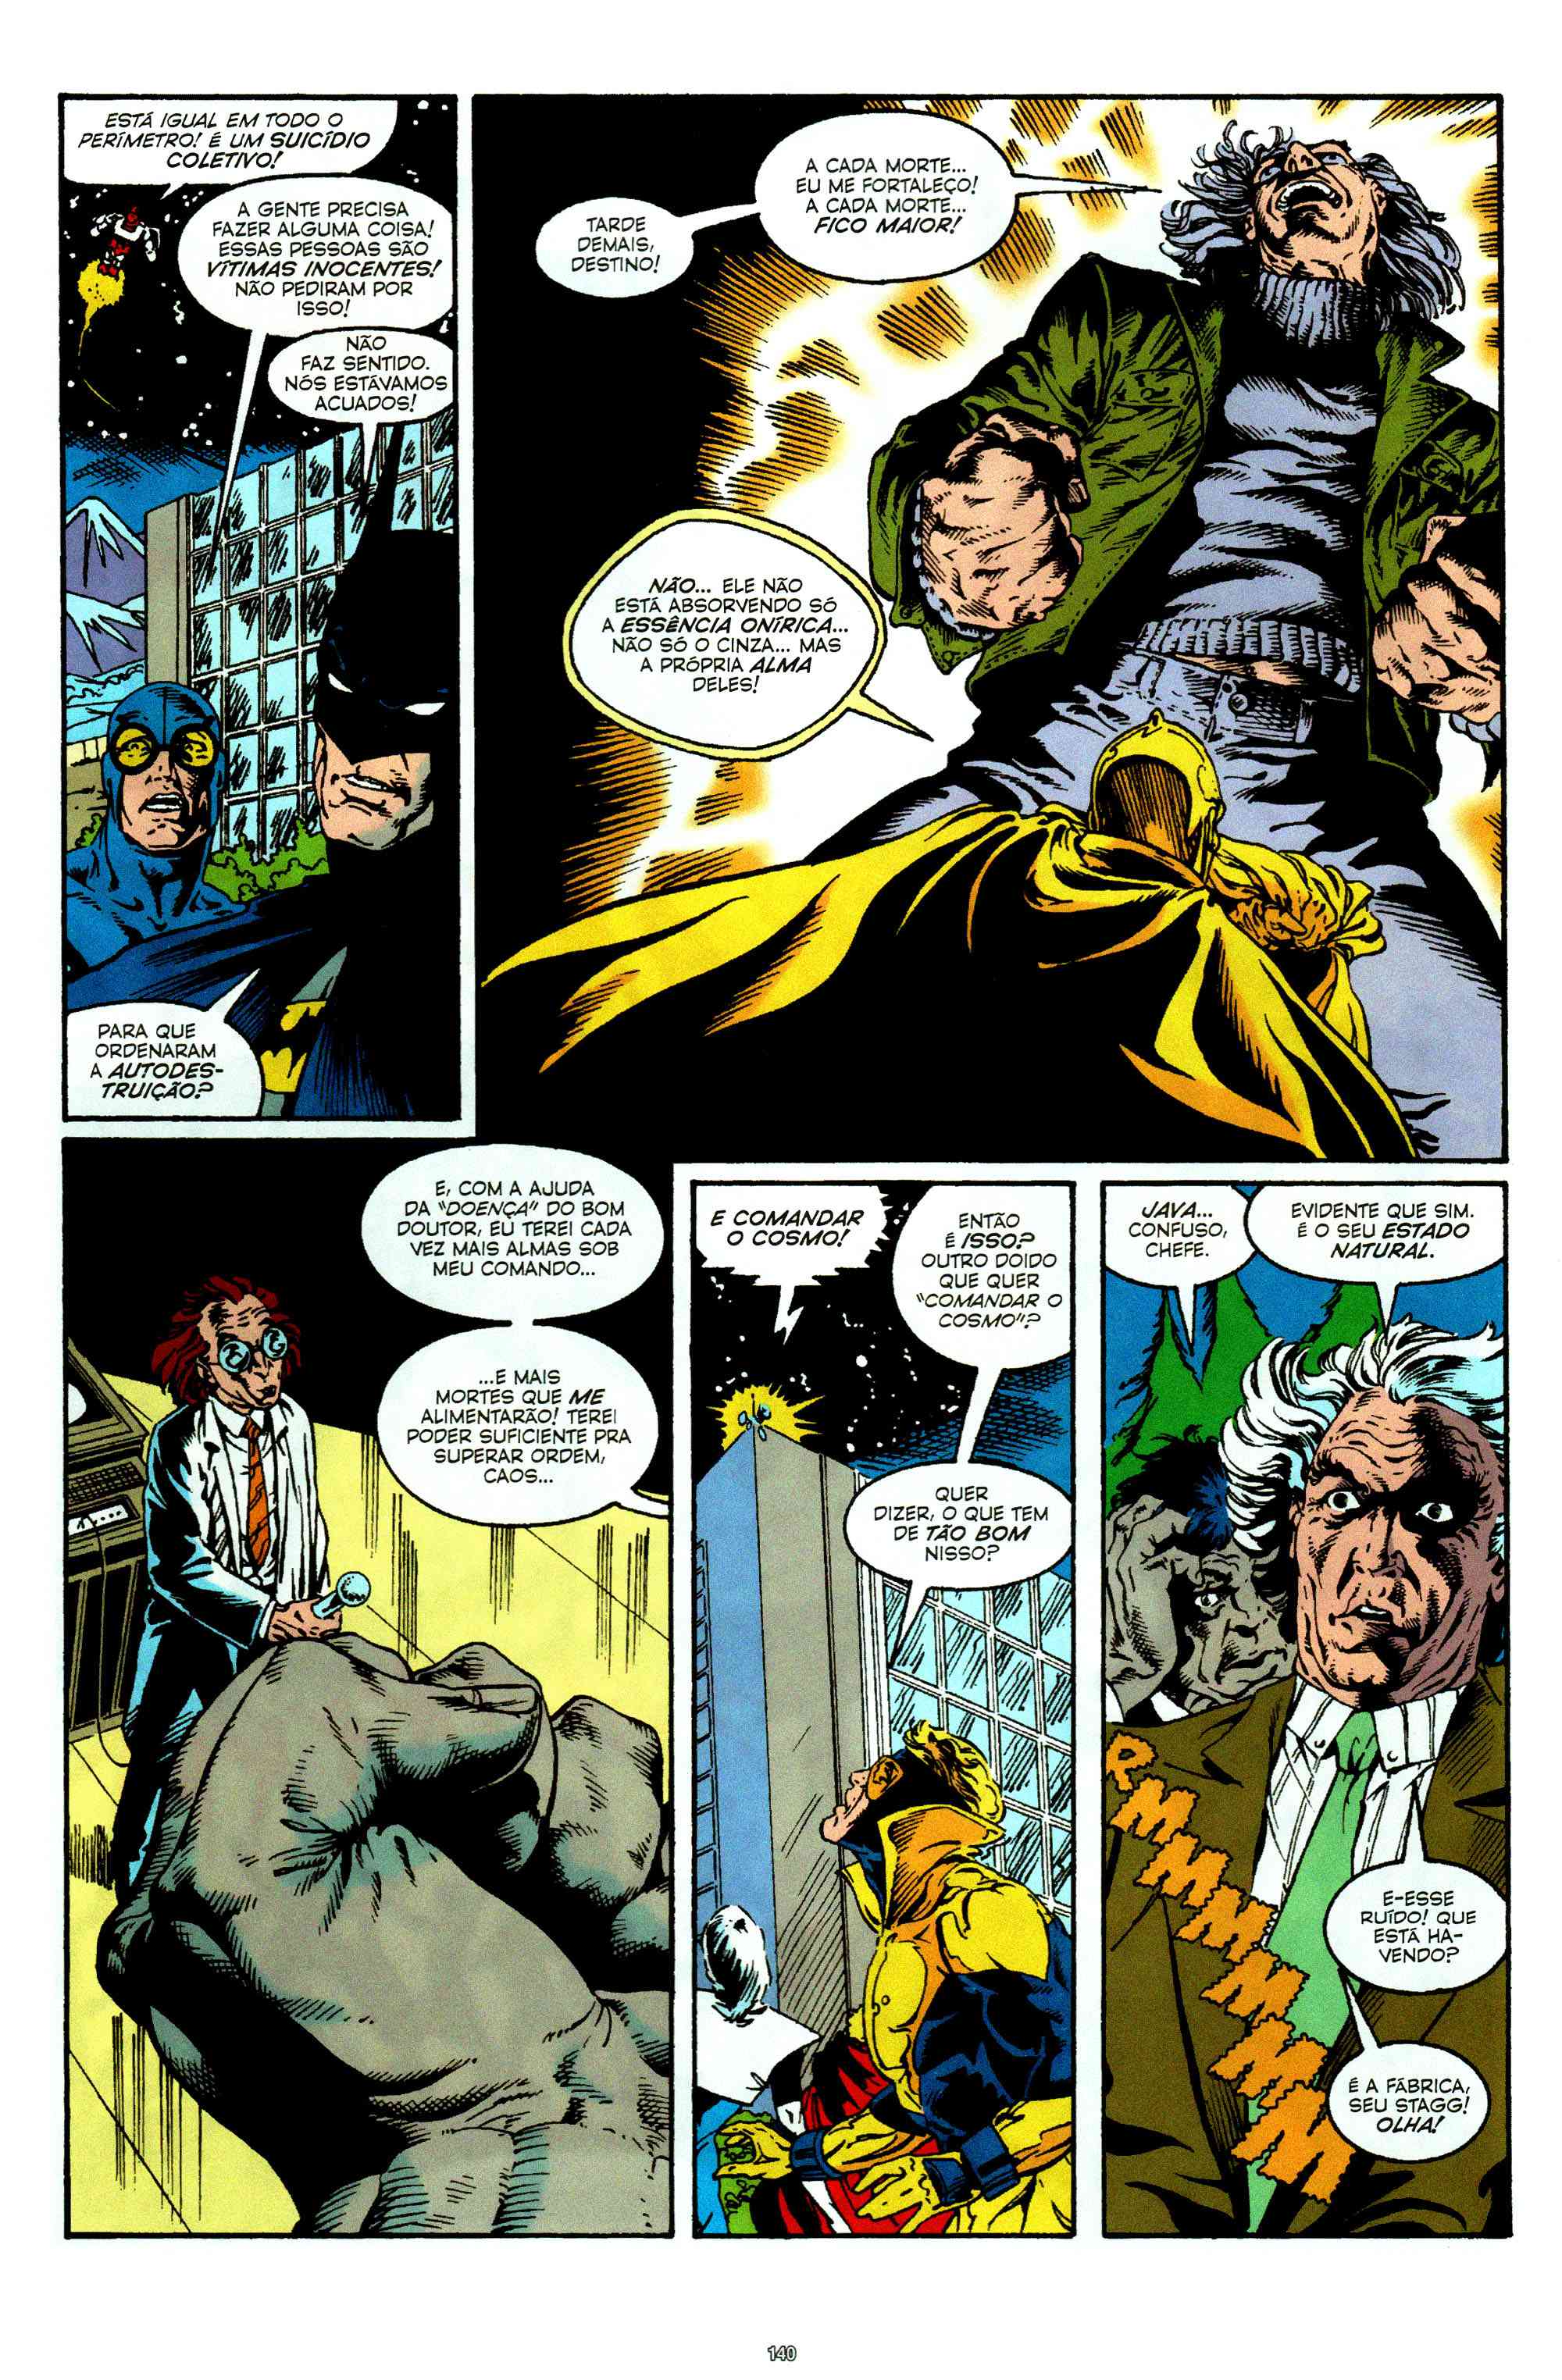 ESTÁ IGUAL EM TODO O
PERÍMETRO! É UM SUICÍDIO
COLETIVO!
A GENTE PRECISA
FAZER ALGUMA COISA!
ESSAS PESSOAS SÃO
VÍTIMAS INOCENTES!
NÃO PEDIRAM POR
ISSO!
NÃO
FAZ SENTIDO.
NÓS ESTÁVAMOS
ACUADOS!
PARA QUE
ORDENARAM
A AUTODES-
TRUIÇÃO?
TARDE
DEMAIS,
DESTINO!
A CADA MORTE...
EU ME FORTALEÇO!
A CADA MORTE...
FICO MAIOR!
NÃO... ELE NÃO
ESTÁ ABSORVENDO SÓ
A ESSÊNCIA ONÍRICA...
NÃO SÓ O CINZA... MAS
A PRÓPRIA ALMA
DELES!
E, COM A AJUDA
DA "DOENÇA" DO BOM
DOUTOR, EU TEREI CADA
VEZ MAIS ALMAS SOB
MEU COMANDO...
...E MAIS
MORTES QUE ME
ALIMENTARÃO! TEREI
PODER SUFICIENTE PRA
SUPERAR ORDEM,
CAOS...
E COMANDAR
O COSMO!
ENTÃO
É ISSO?
OUTRO DOIDO
QUE QUER
"COMANDAR O
COSMO"?
QUER
DIZER, O QUE TEM
DE TÃO BOM
NISSO?
JAVA...
CONFUSO,
CHEFE.
EVIDENTE QUE SIM.
É O SEU ESTADO
NATURAL.
RMMMMMMM
E-ESSE
RUÍDO! QUE
ESTÁ HA-
VENDO?
É A FÁBRICA,
SEU STAGG!
OLHA!
140